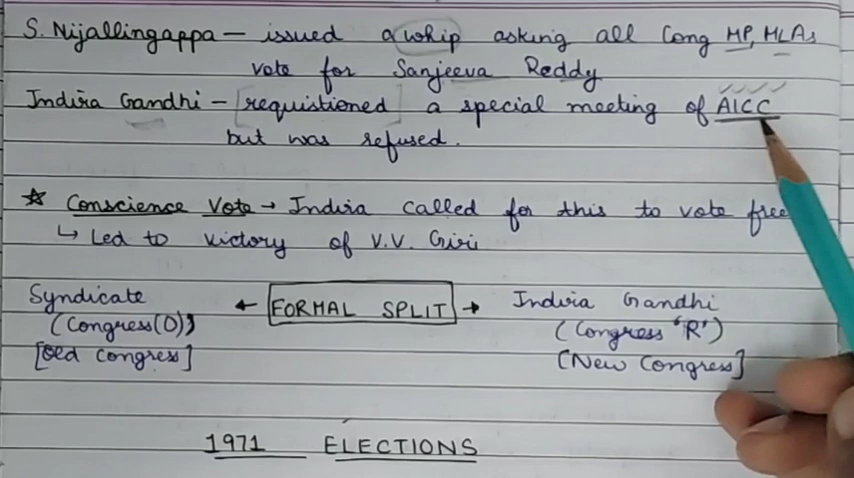 S. Nijallingappa – issued a whip asking all Cong MP, MLAs
vote for Sanjeeva Reddy
Indira Gandhi – [requistioned] a special meeting of AICC
but was refused.
☆ Conscience Vote → Indira called for this to vote free
↳ Led to victory of V.V. Giri
Syndicate ← FORMAL SPLIT → Indira Gandhi
(Congress(O)) (Congress 'R')
[Old Congress] [New Congress]
1971 ELECTIONS